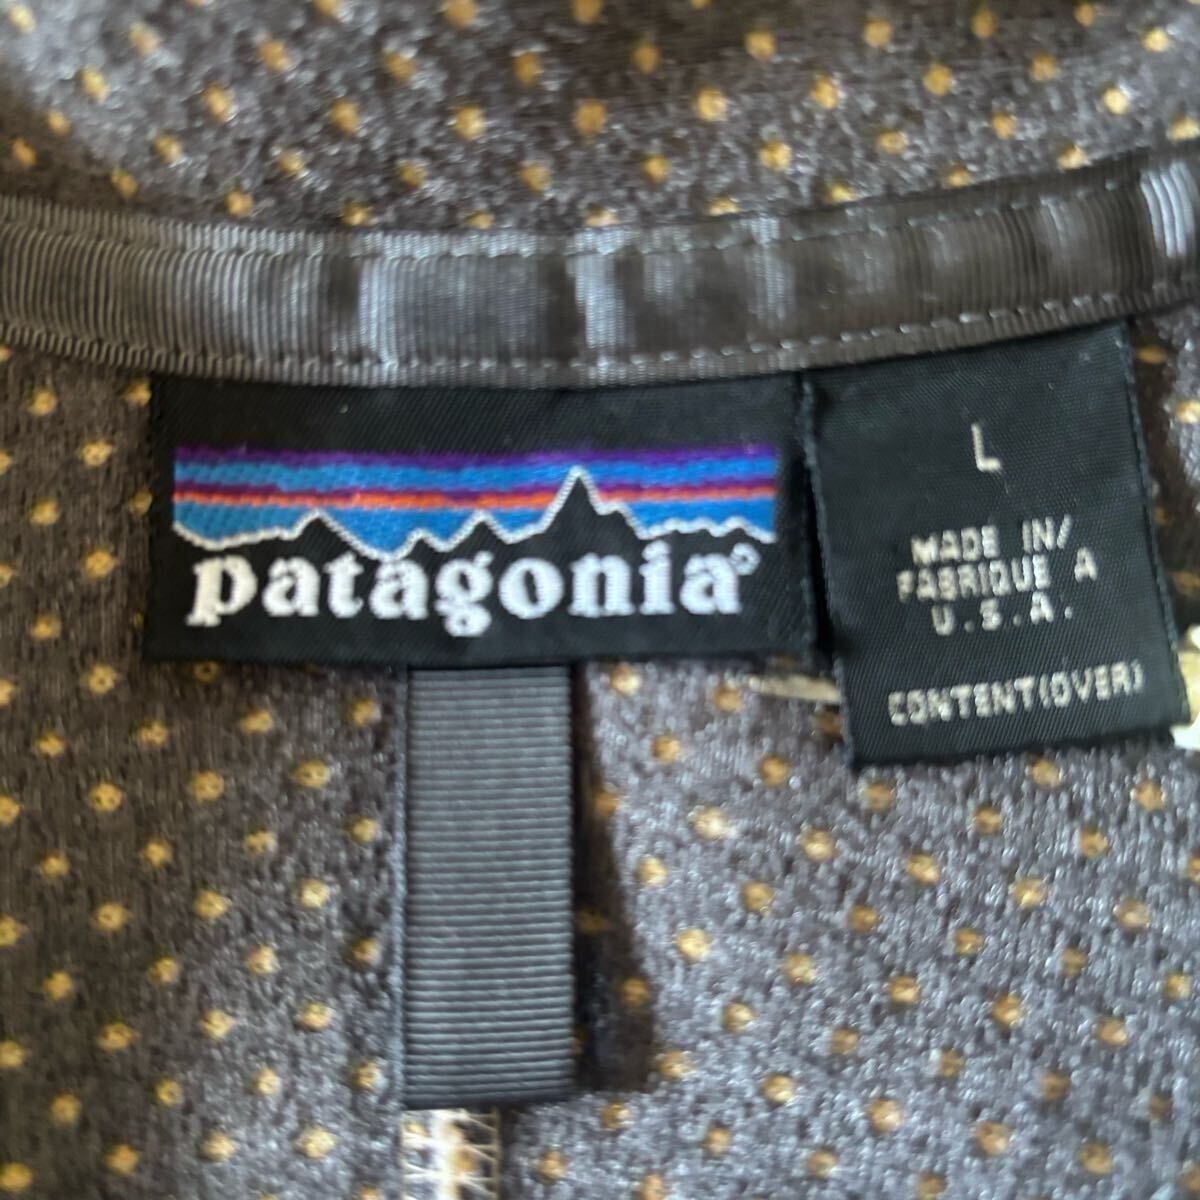 patagonia®
L
MADE IN/
FABRIQUE A
U.S.A.
CONTENT(OVER)